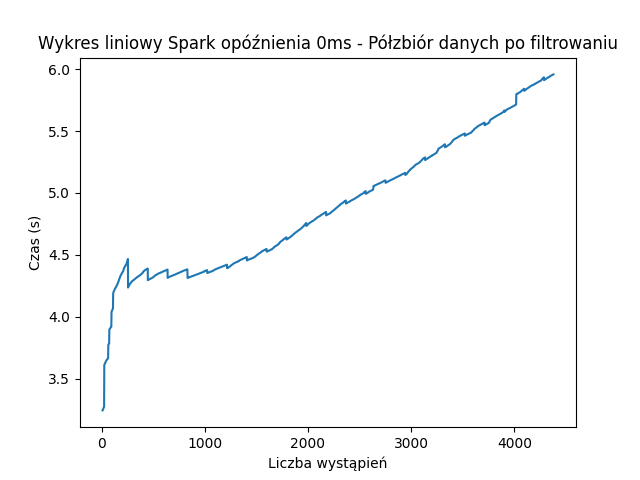 Wykres liniowy Spark opóźnienia 0ms - Półzbiór danych po filtrowaniu
6.0
5.5
5.0
4.5
4.0
3.5
Czas (s)
0 1000 2000 3000 4000
Liczba wystąpień